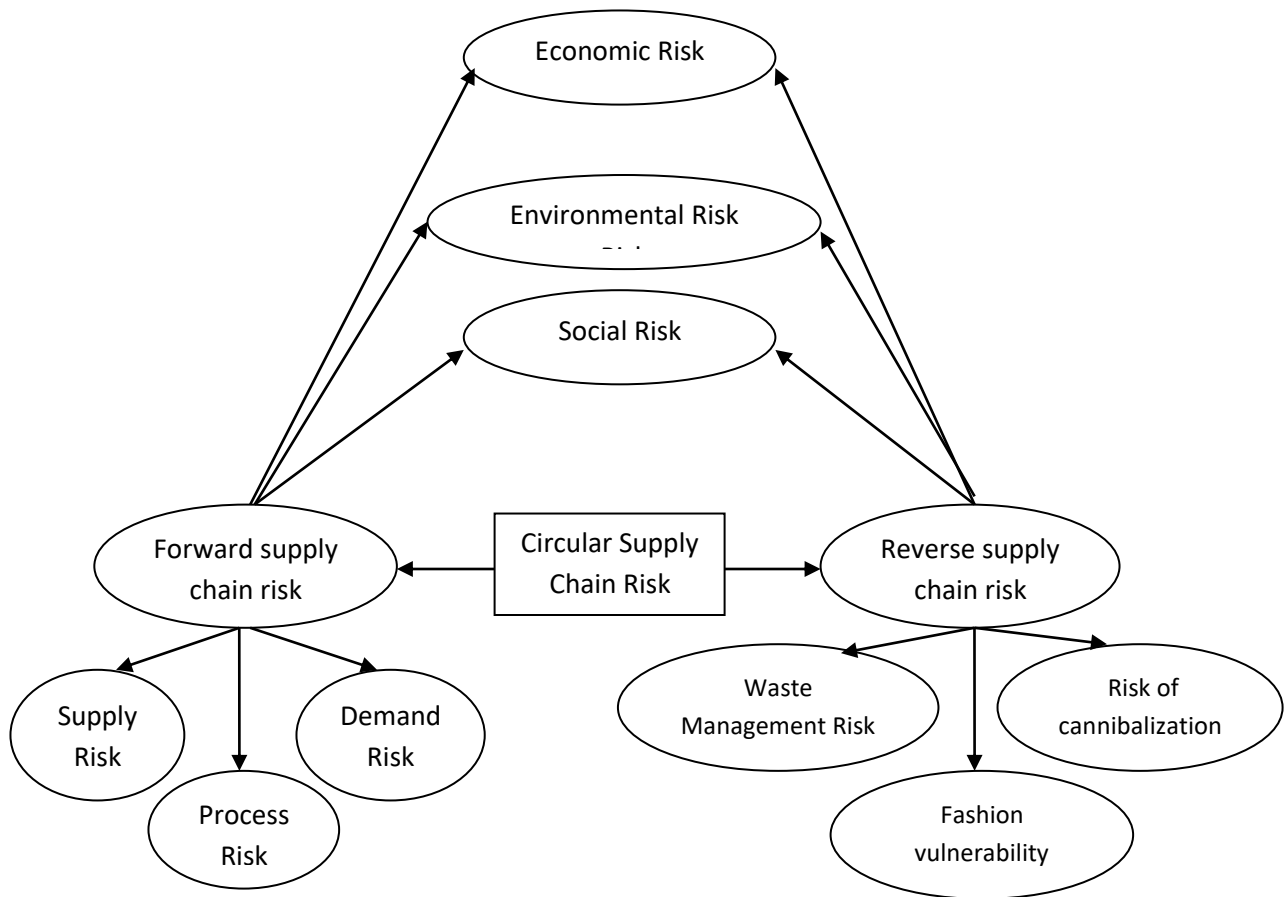 Economic Risk
Environmental Risk
Social Risk
Forward supply
chain risk
Circular Supply
Chain Risk
Reverse supply
chain risk
Supply
Risk
Process
Risk
Demand
Risk
Waste
Management Risk
Fashion
vulnerability
Risk of
cannibalization